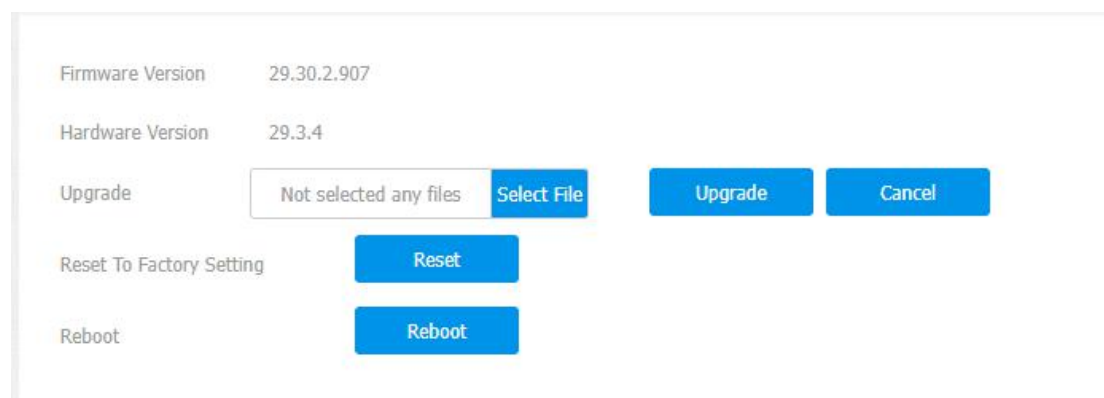 Firmware Version 29.30.2.907
Hardware Version 29.3.4
Upgrade Not selected any files Select File Upgrade Cancel
Reset To Factory Setting Reset
Reboot Reboot